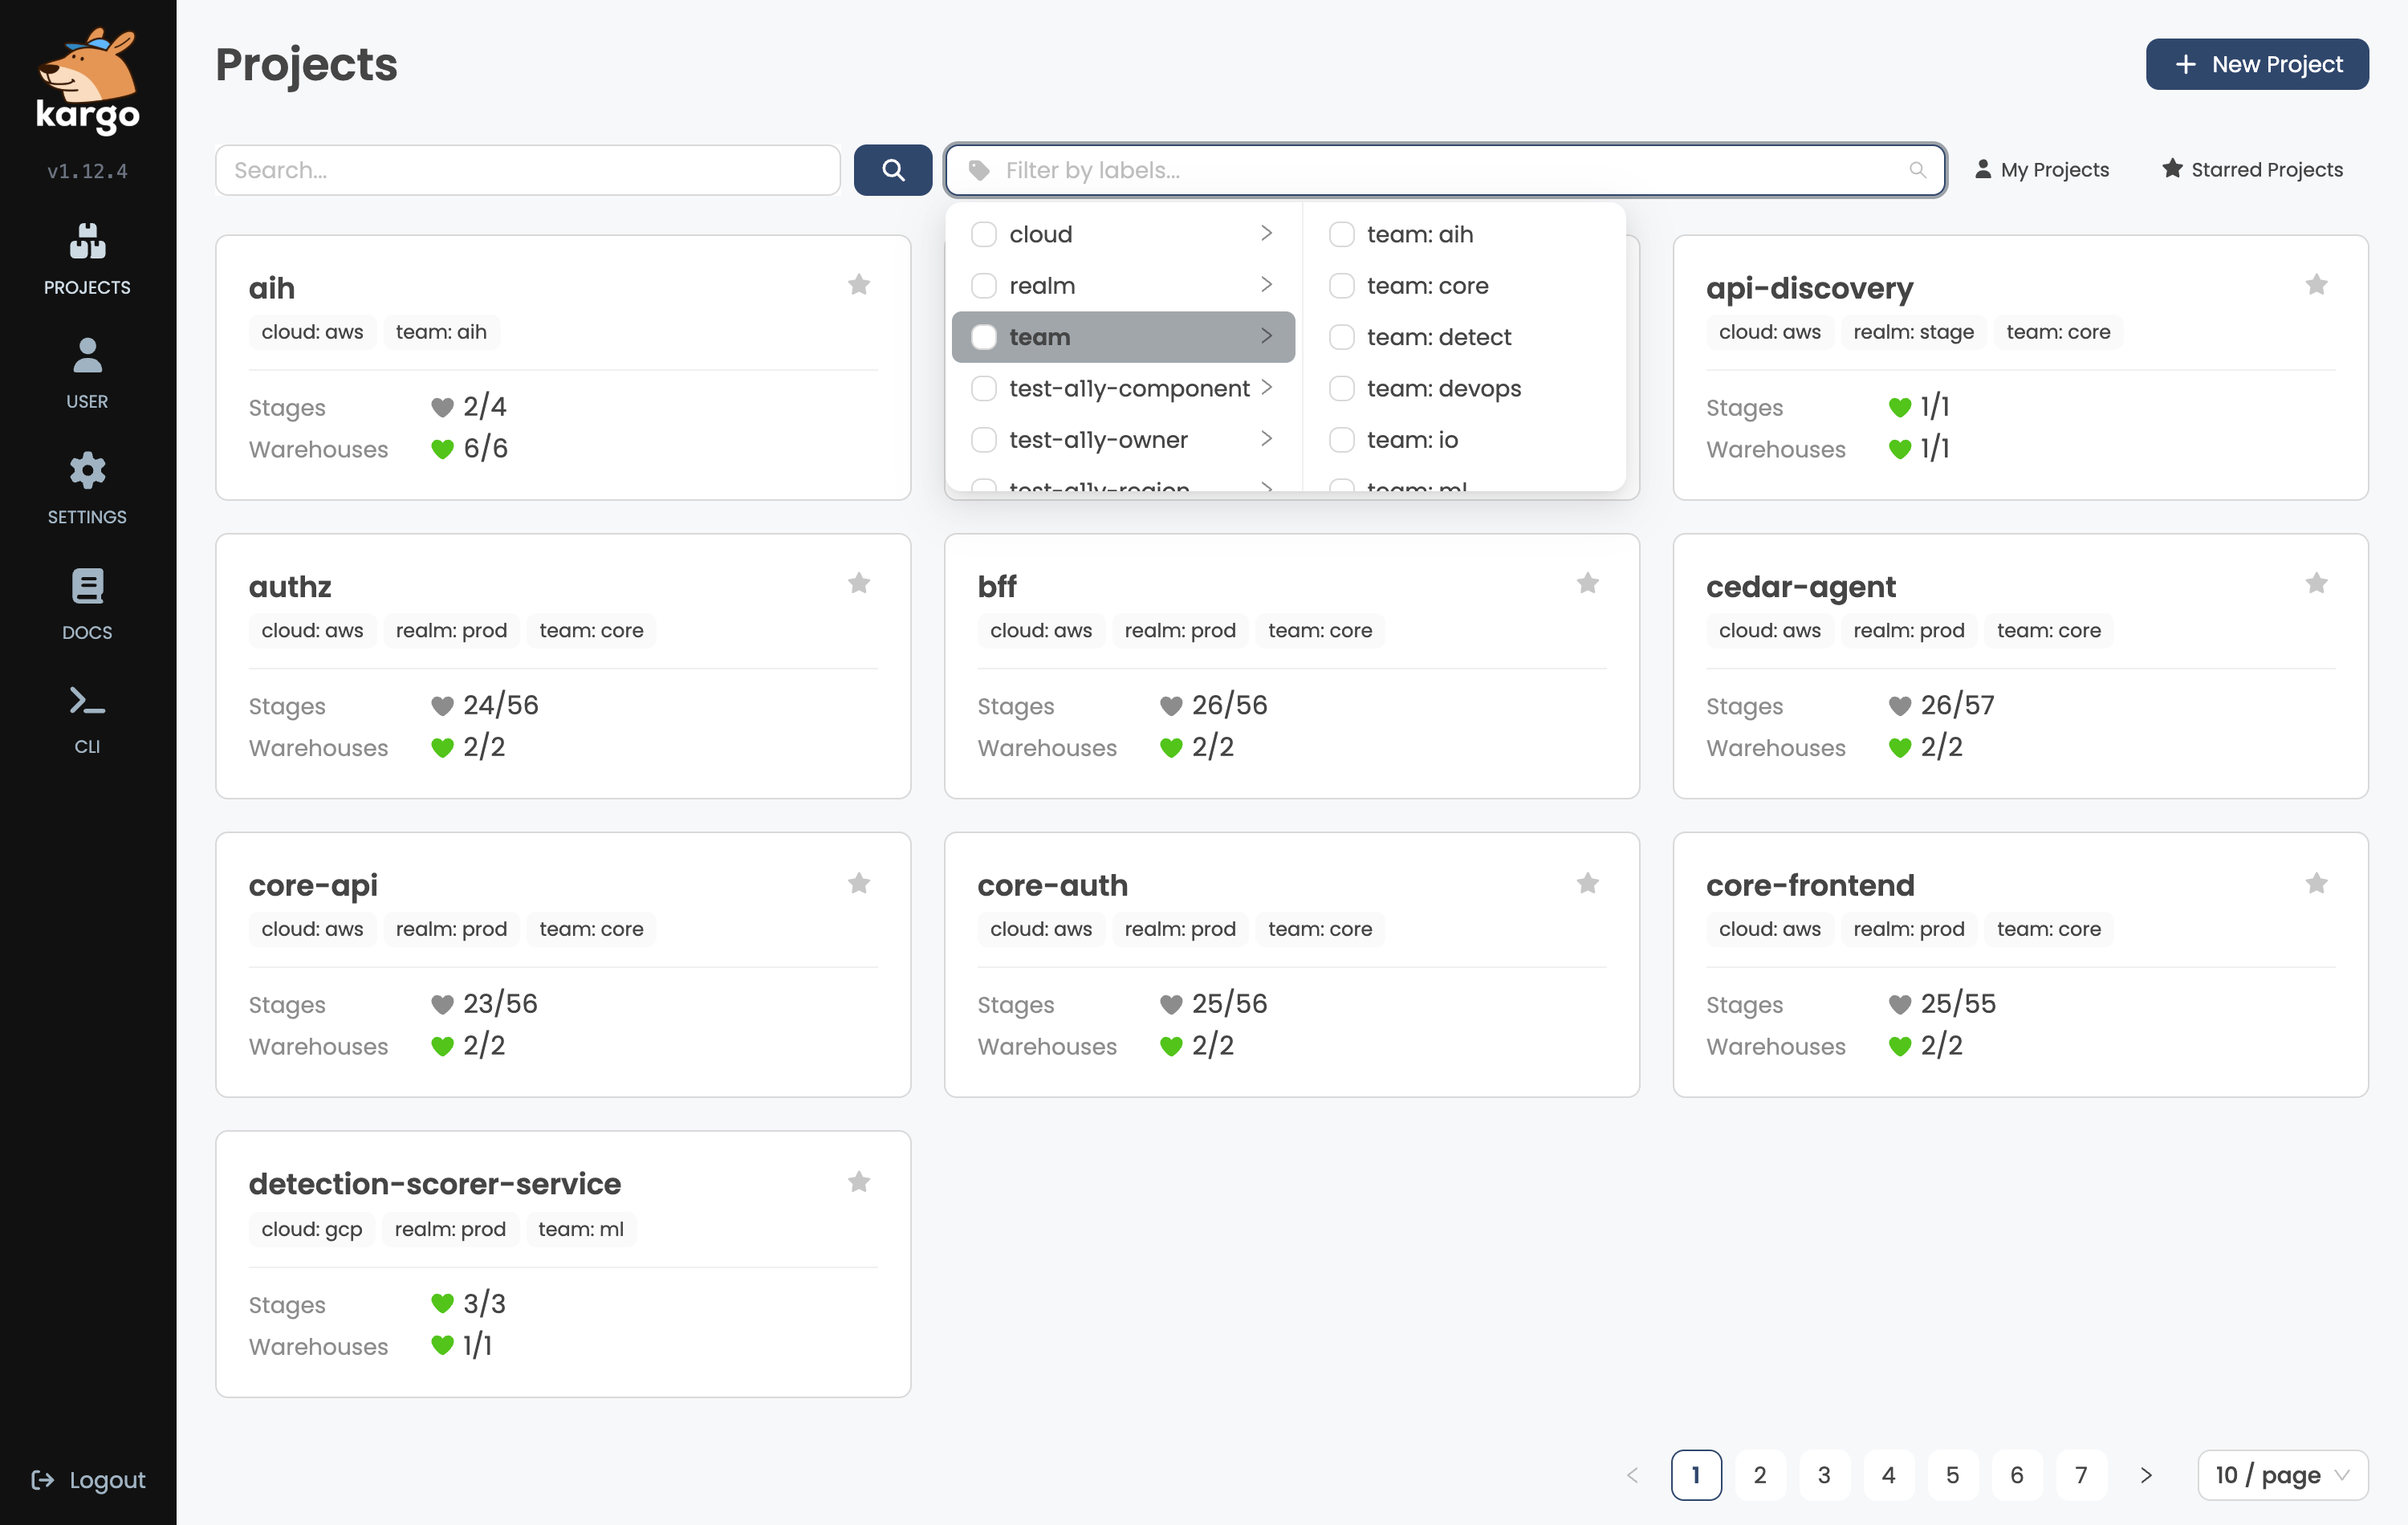 kargo
v1.12.4
PROJECTS
USER
SETTINGS
DOCS
CLI
Logout
Projects
New Project
Search...
Filter by labels...
My Projects
Starred Projects
cloud
realm
team
test-a11y-component
test-a11y-owner
test-a11y-region
team: aih
team: core
team: detect
team: devops
team: io
team: ml
aih
cloud: aws team: aih
Stages 2/4
Warehouses 6/6
api-discovery
cloud: aws realm: stage team: core
Stages 1/1
Warehouses 1/1
authz
cloud: aws realm: prod team: core
Stages 24/56
Warehouses 2/2
bff
cloud: aws realm: prod team: core
Stages 26/56
Warehouses 2/2
cedar-agent
cloud: aws realm: prod team: core
Stages 26/57
Warehouses 2/2
core-api
cloud: aws realm: prod team: core
Stages 23/56
Warehouses 2/2
core-auth
cloud: aws realm: prod team: core
Stages 25/56
Warehouses 2/2
core-frontend
cloud: aws realm: prod team: core
Stages 25/55
Warehouses 2/2
detection-scorer-service
cloud: gcp realm: prod team: ml
Stages 3/3
Warehouses 1/1
1 2 3 4 5 6 7
10 / page